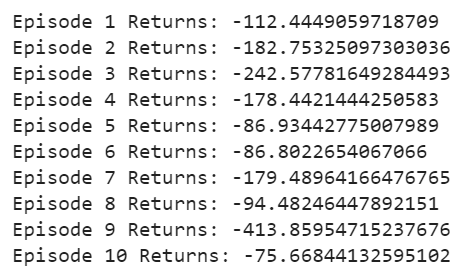 Episode 1 Returns: -112.4449059718709
Episode 2 Returns: -182.75325097303036
Episode 3 Returns: -242.57781649284493
Episode 4 Returns: -178.4421444250583
Episode 5 Returns: -86.93442775007989
Episode 6 Returns: -86.8022654067066
Episode 7 Returns: -179.48964166476765
Episode 8 Returns: -94.48246447892151
Episode 9 Returns: -413.85954715237676
Episode 10 Returns: -75.66844132595102